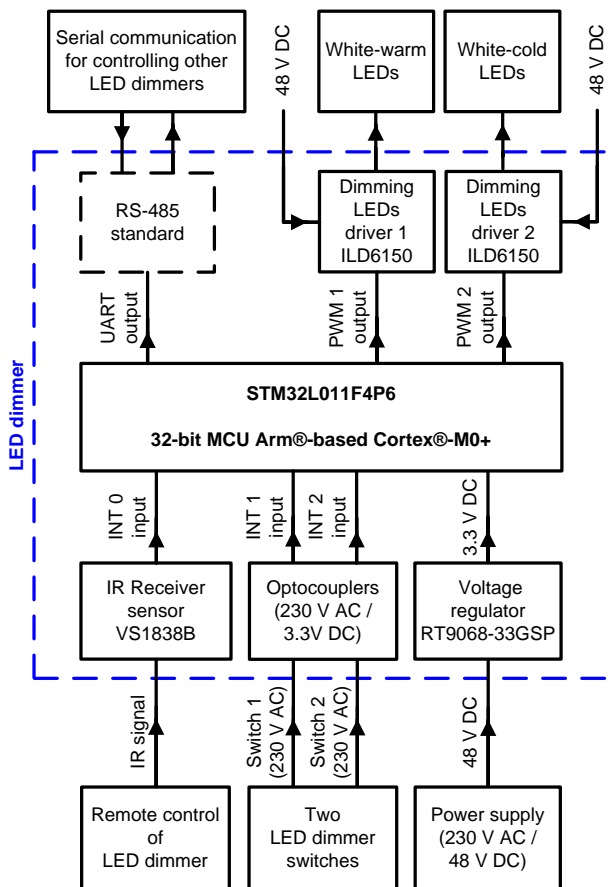 Serial communication
for controlling other
LED dimmers
48 V DC
White-warm
LEDs
White-cold
LEDs
48 V DC
RS-485
standard
Dimming
LEDs
driver 1
ILD6150
Dimming
LEDs
driver 2
ILD6150
UART
output
PWM 1
output
PWM 2
output
LED dimmer
STM32L011F4P6
32-bit MCU Arm®-based Cortex®-M0+
INT 0
input
INT 1
input
INT 2
input
3.3 V DC
IR Receiver
sensor
VS1838B
Optocouplers
(230 V AC /
3.3V DC)
Voltage
regulator
RT9068-33GSP
IR signal
Switch 1
(230 V AC)
Switch 2
(230 V AC)
48 V DC
Remote control
of
LED dimmer
Two
LED dimmer
switches
Power supply
(230 V AC /
48 V DC)